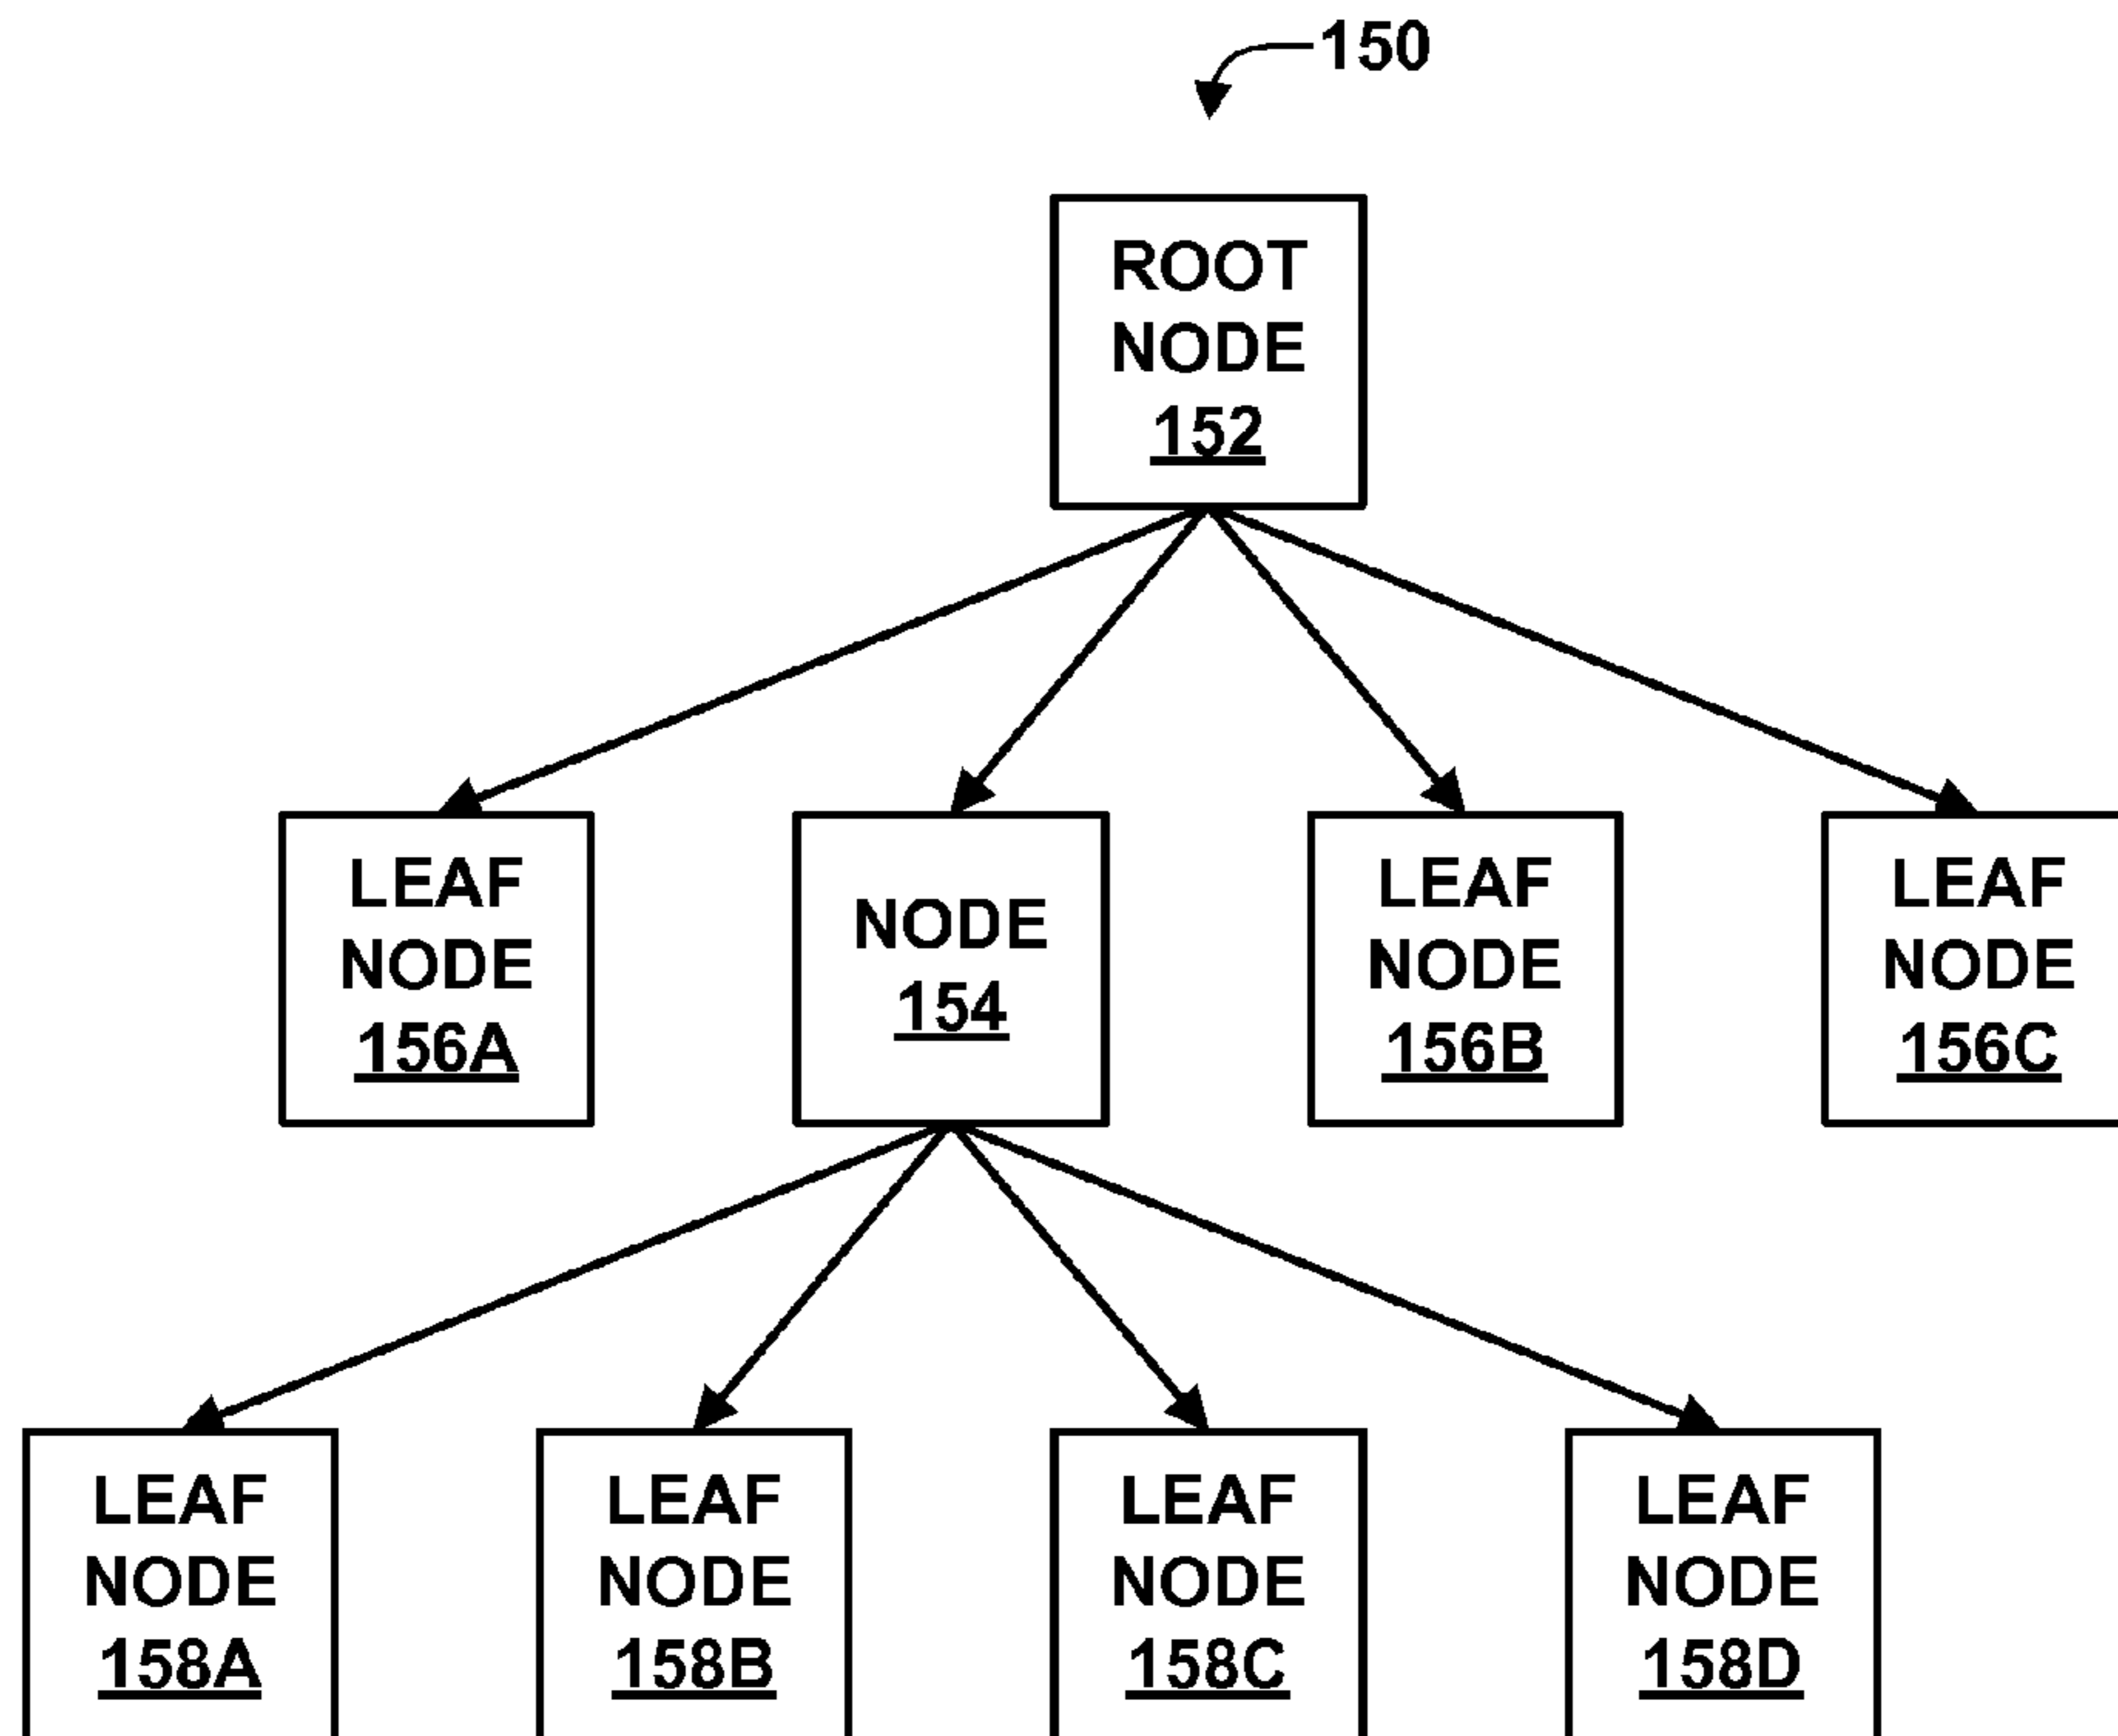 150
ROOT
NODE
152
LEAF
NODE
156A
NODE
154
LEAF
NODE
156B
LEAF
NODE
156C
LEAF
NODE
158A
LEAF
NODE
158B
LEAF
NODE
158C
LEAF
NODE
158D